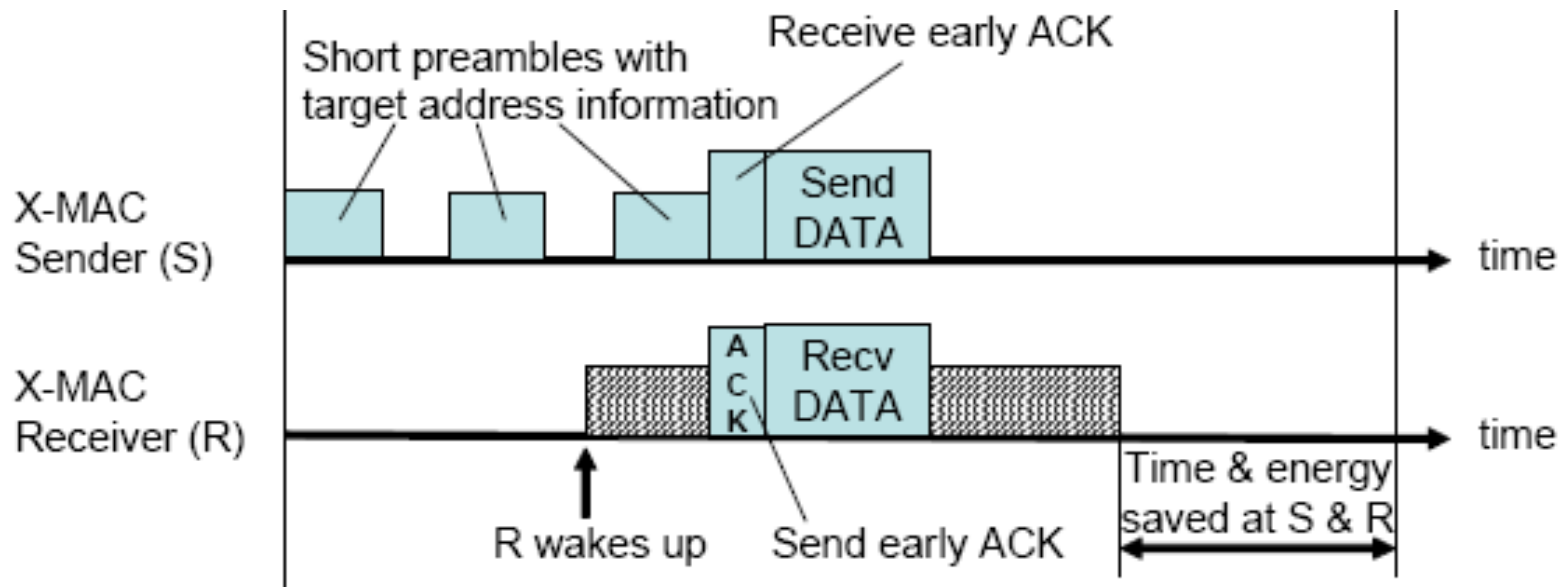 Receive early ACK
Short preambles with
target address information
X-MAC
Sender (S)
Send
DATA
time
X-MAC
Receiver (R)
A
C
K
Recv
DATA
time
R wakes up
Send early ACK
Time & energy
saved at S & R